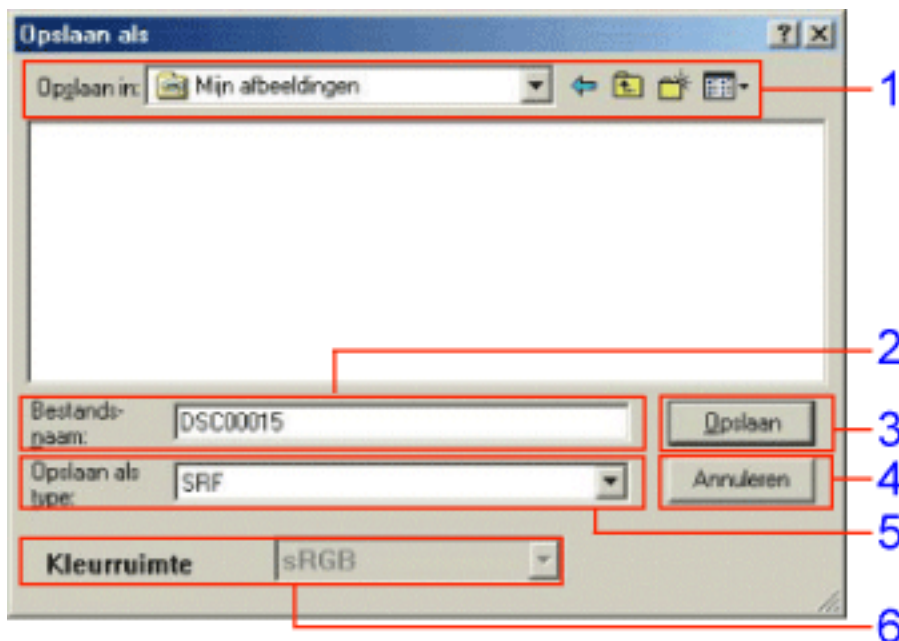 Opslaan als
Opslaan in: Mijn afbeeldingen
1
2
Bestands-
naam:
DSC00015
Opslaan
3
Opslaan als
type:
SRF
Annuleren
4
5
Kleurruimte sRGB
6